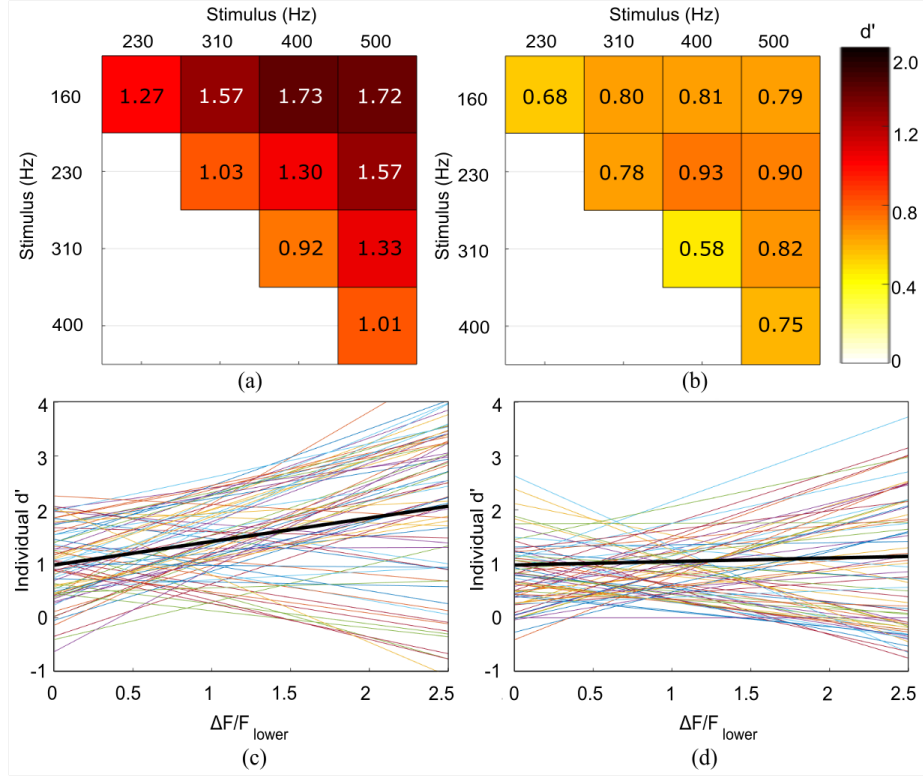 Stimulus (Hz)
230 310 400 500
Stimulus (Hz)
160 1.27 1.57 1.73 1.72
230 1.03 1.30 1.57
310 0.92 1.33
400 1.01
(a)
Stimulus (Hz)
230 310 400 500
Stimulus (Hz)
160 0.68 0.80 0.81 0.79
230 0.78 0.93 0.90
310 0.58 0.82
400 0.75
(b)
d'
2.0
1.2
0.8
0.4
0
Individual d'
4
3
2
1
0
-1
0 0.5 1 1.5 2 2.5
ΔF/F lower
(c)
Individual d'
4
3
2
1
0
-1
0 0.5 1 1.5 2 2.5
ΔF/F lower
(d)